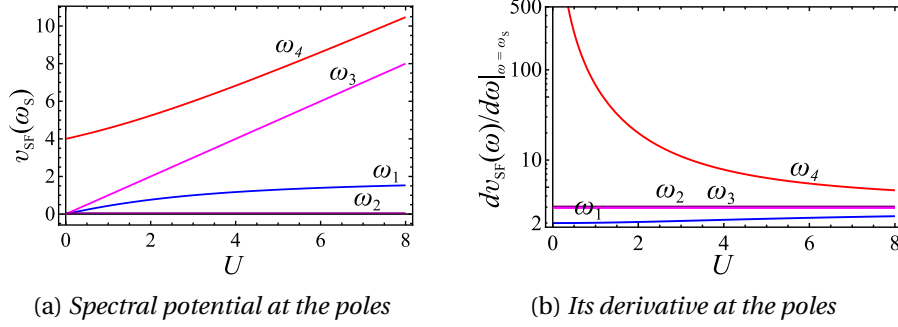 10
8
6
4
2
0
0 2 4 6 8
v_SF(ω_S)
U
ω_4
ω_3
ω_1
ω_2
500
100
10
2
0 2 4 6 8
dv_SF(ω)/dω|_ω = ω_S
U
ω_4
ω_2 ω_3
ω_1
(a) Spectral potential at the poles
(b) Its derivative at the poles